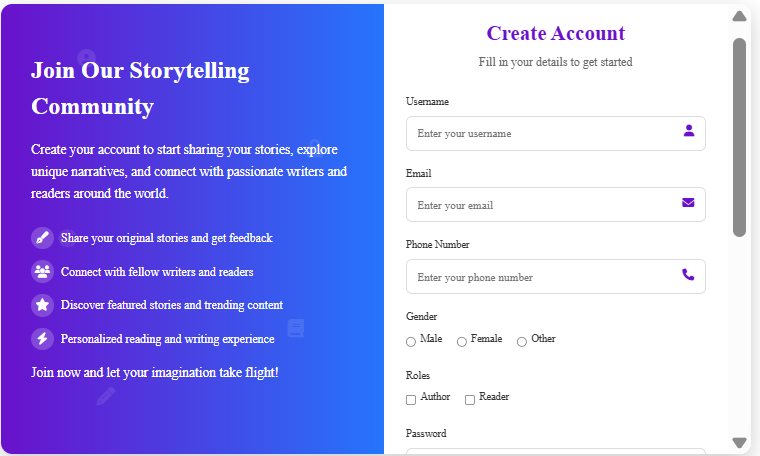 Join Our Storytelling
Community
Create your account to start sharing your stories, explore
unique narratives, and connect with passionate writers and
readers around the world.
Share your original stories and get feedback
Connect with fellow writers and readers
Discover featured stories and trending content
Personalized reading and writing experience
Join now and let your imagination take flight!
Create Account
Fill in your details to get started
Username
Enter your username
Email
Enter your email
Phone Number
Enter your phone number
Gender
Male Female Other
Roles
Author Reader
Password